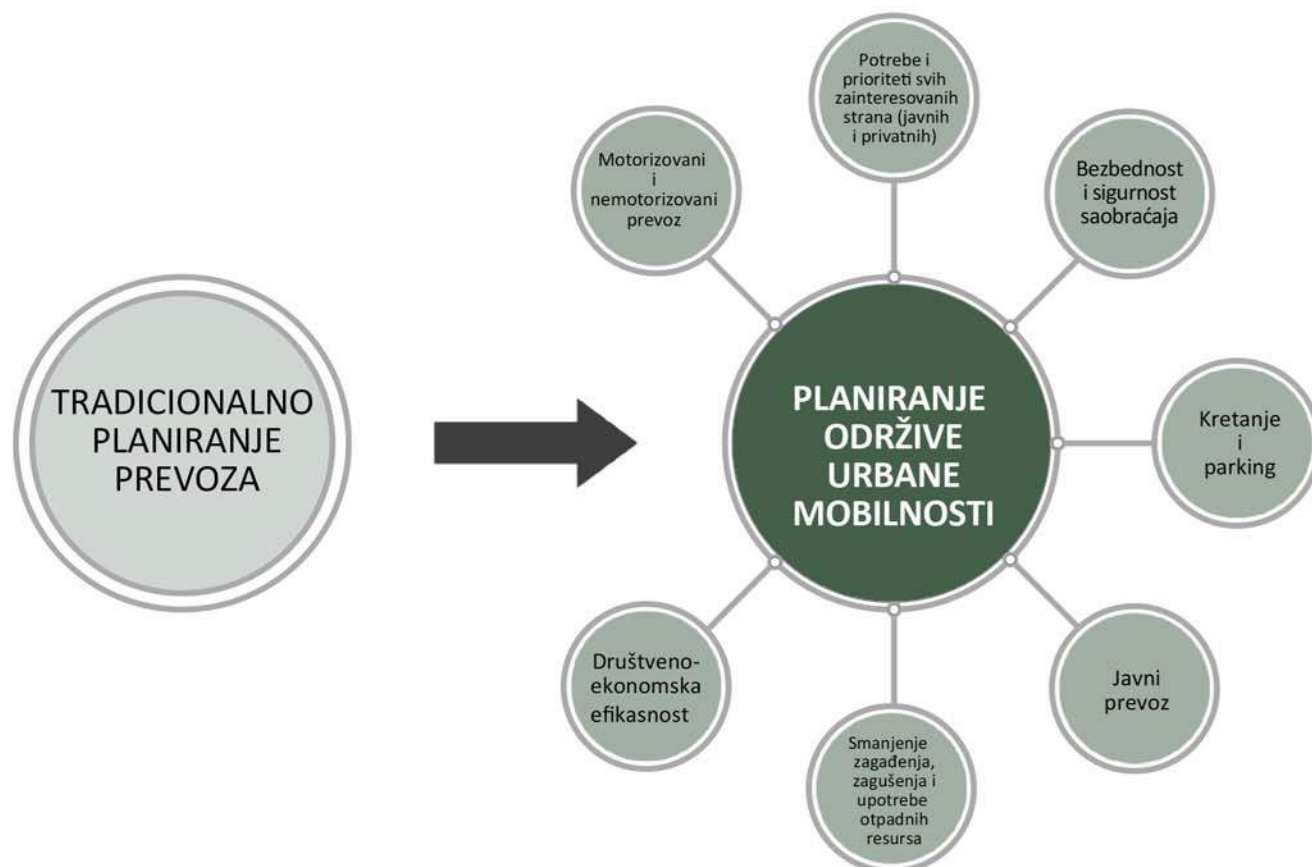 TRADICIONALNO
PLANIRANJE
PREVOZA
PLANIRANJE
ODRŽIVE
URBANE
MOBILNOSTI
Potrebe i
prioriteti svih
zainteresovanih
strana (javnih
i privatnih)
Bezbednost
i sigurnost
saobraćaja
Kretanje
i
parking
Javni
prevoz
Smanjenje
zagađenja,
zagušenja i
upotrebe
otpadnih
resursa
Društveno-
ekonomska
efikasnost
Motorizovani
i
nemotorizovani
prevoz